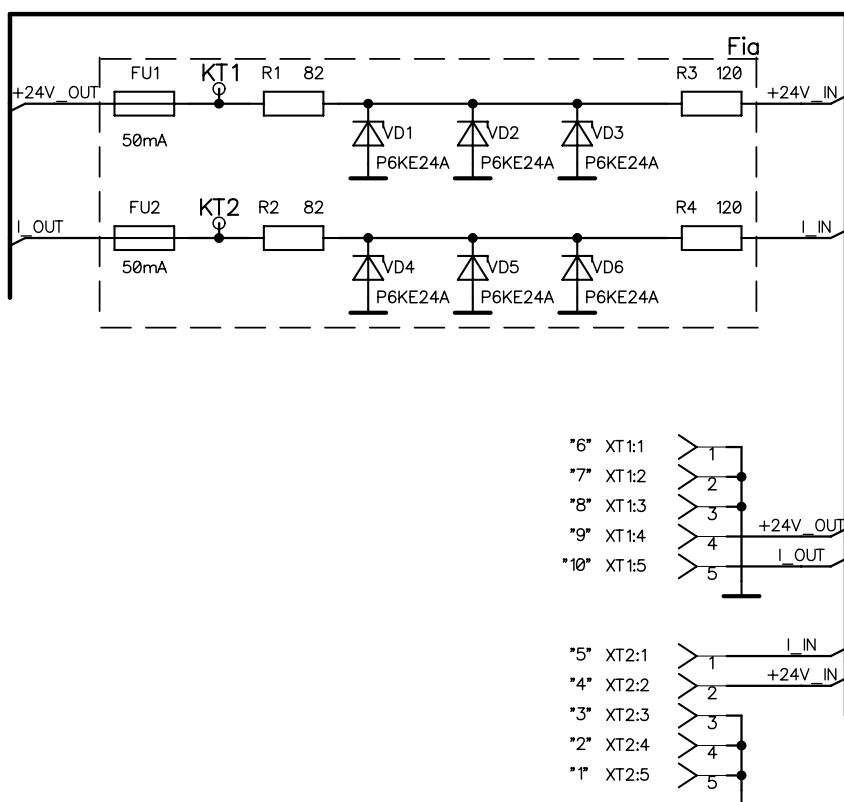 Fia
FU1 KT1 R1 82 R3 120
+24V_OUT +24V_IN
50mA VD1 VD2 VD3
P6KE24A P6KE24A P6KE24A
FU2 KT2 R2 82 R4 120
I_OUT I_IN
50mA VD4 VD5 VD6
P6KE24A P6KE24A P6KE24A
"6" XT1:1 1
"7" XT1:2 2
"8" XT1:3 3
"9" XT1:4 4 +24V_OUT
"10" XT1:5 5 I_OUT
"5" XT2:1 1 I_IN
"4" XT2:2 2 +24V_IN
"3" XT2:3 3
"2" XT2:4 4
"1" XT2:5 5